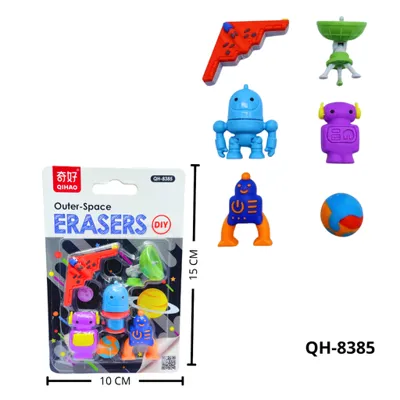 奇好
QIHAO
QH-8385
Outer-Space
ERASERS
DIY
15 CM
10 CM
QH-8385